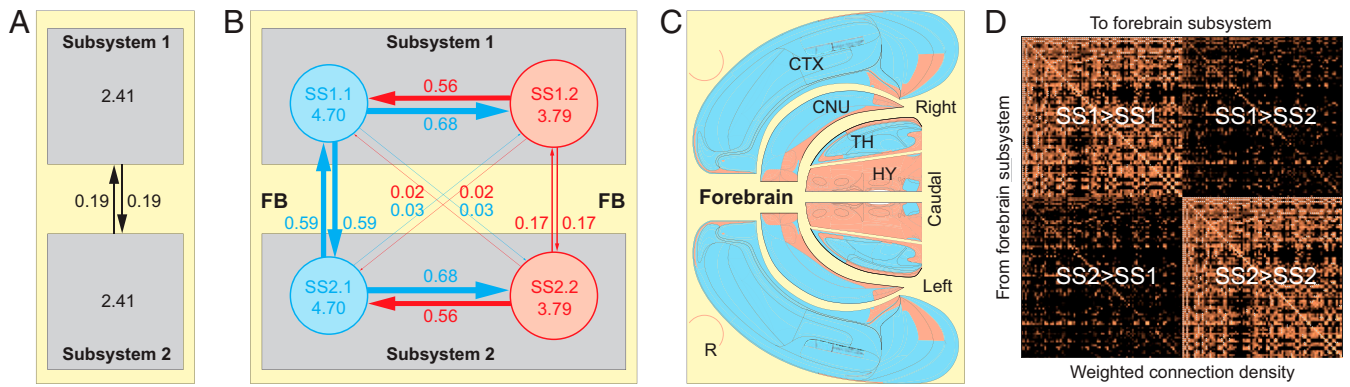 A
Subsystem 1
2.41
0.19
0.19
2.41
Subsystem 2
B
Subsystem 1
SS1.1
4.70
0.56
0.68
SS1.2
3.79
FB
FB
0.02
0.02
0.03
0.03
0.59
0.59
0.17
0.17
SS2.1
4.70
0.68
0.56
SS2.2
3.79
Subsystem 2
C
CTX
CNU
Right
TH
HY
Forebrain
Caudal
Left
R
D
To forebrain subsystem
From forebrain subsystem
SS1>SS1
SS1>SS2
SS2>SS1
SS2>SS2
Weighted connection density